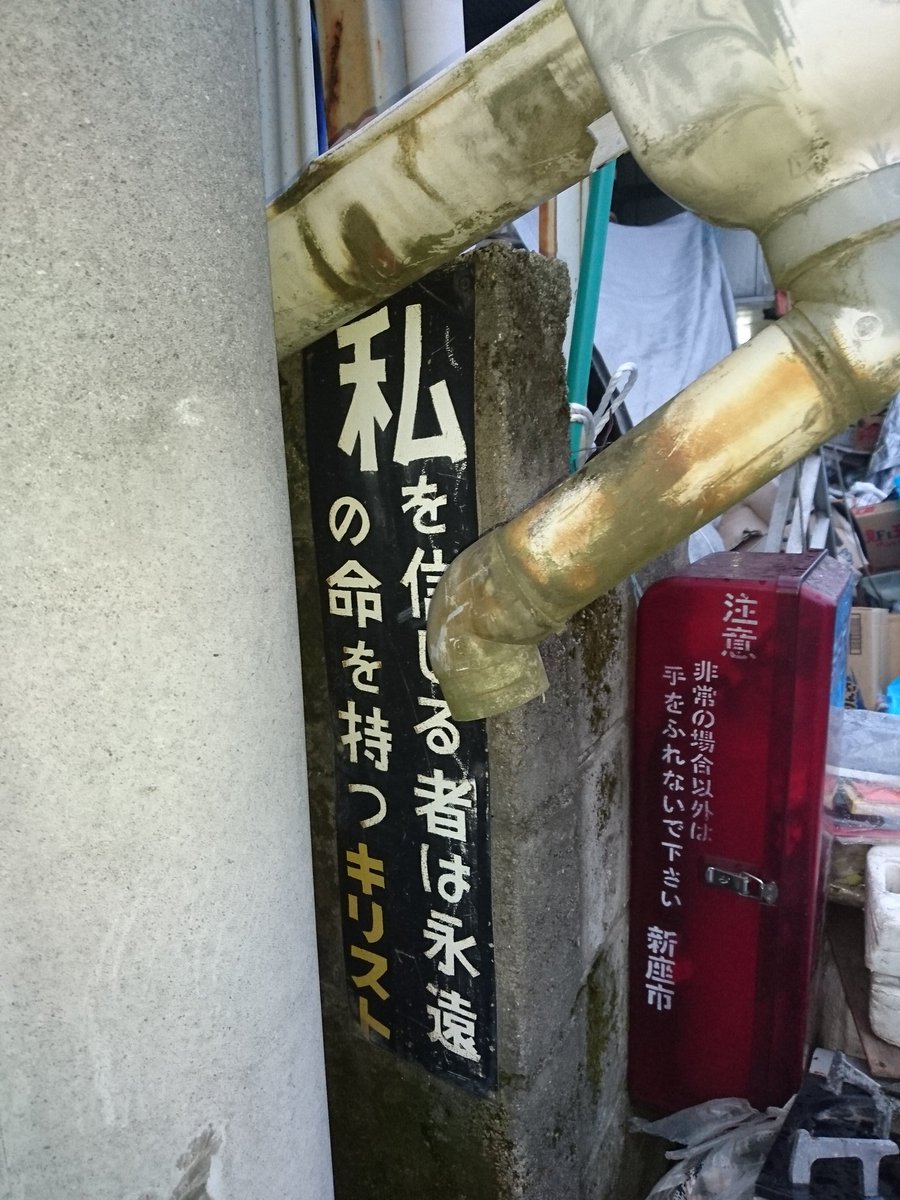 私を信じる者は永遠
の命を持つ キリスト
注意
非常の場合以外は
手をふれないで下さい
新座市